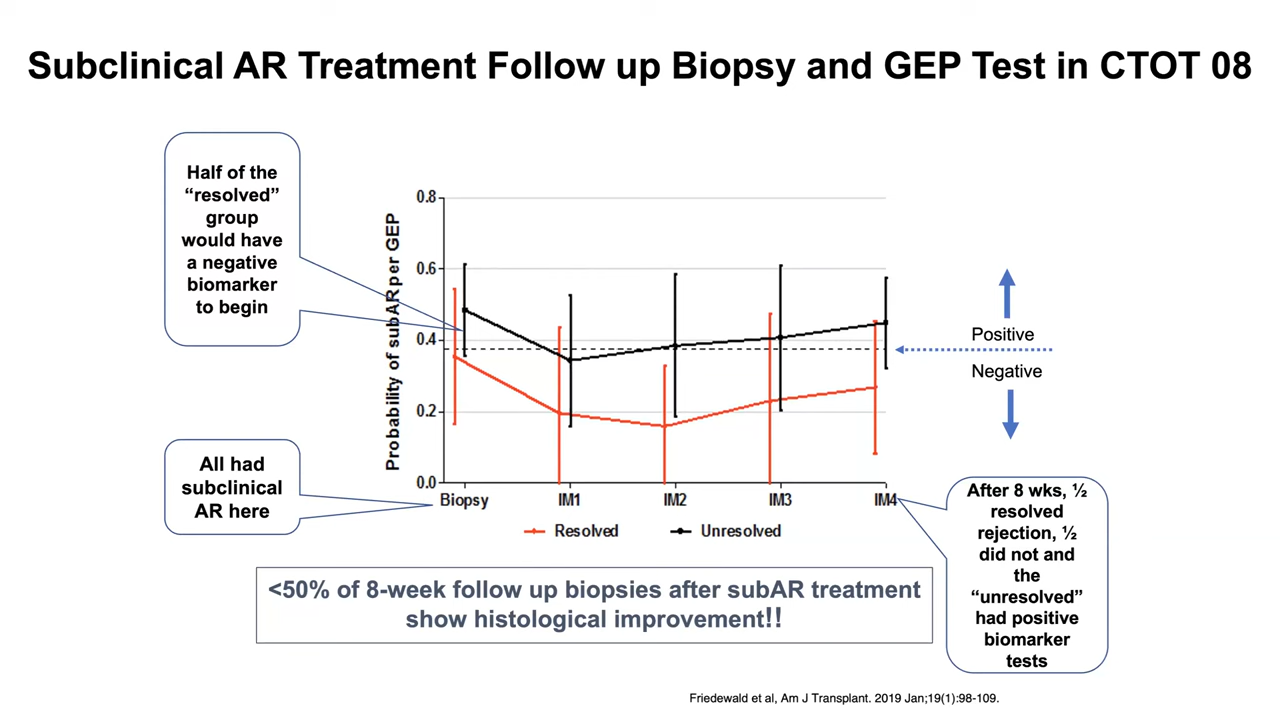 Subclinical AR Treatment Follow up Biopsy and GEP Test in CTOT 08
Half of the
“resolved”
group
would have
a negative
biomarker
to begin
All had
subclinical
AR here
Probability of subAR per GEP
0.8
0.6
0.4
0.2
0.0
Biopsy IM1 IM2 IM3 IM4
Resolved Unresolved
Positive
Negative
After 8 wks, ½
resolved
rejection, ½
did not and
the
“unresolved”
had positive
biomarker
tests
<50% of 8-week follow up biopsies after subAR treatment
show histological improvement!!
Friedewald et al, Am J Transplant. 2019 Jan;19(1):98-109.